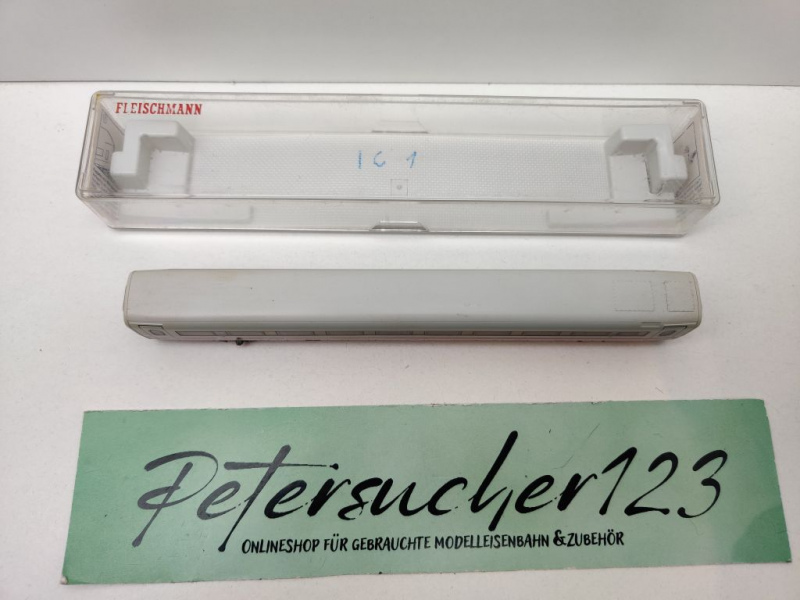 FLEISCHMANN
IC 1
Petersucher123
ONLINESHOP FÜR GEBRAUCHTE MODELLEISENBAHN & ZUBEHÖR